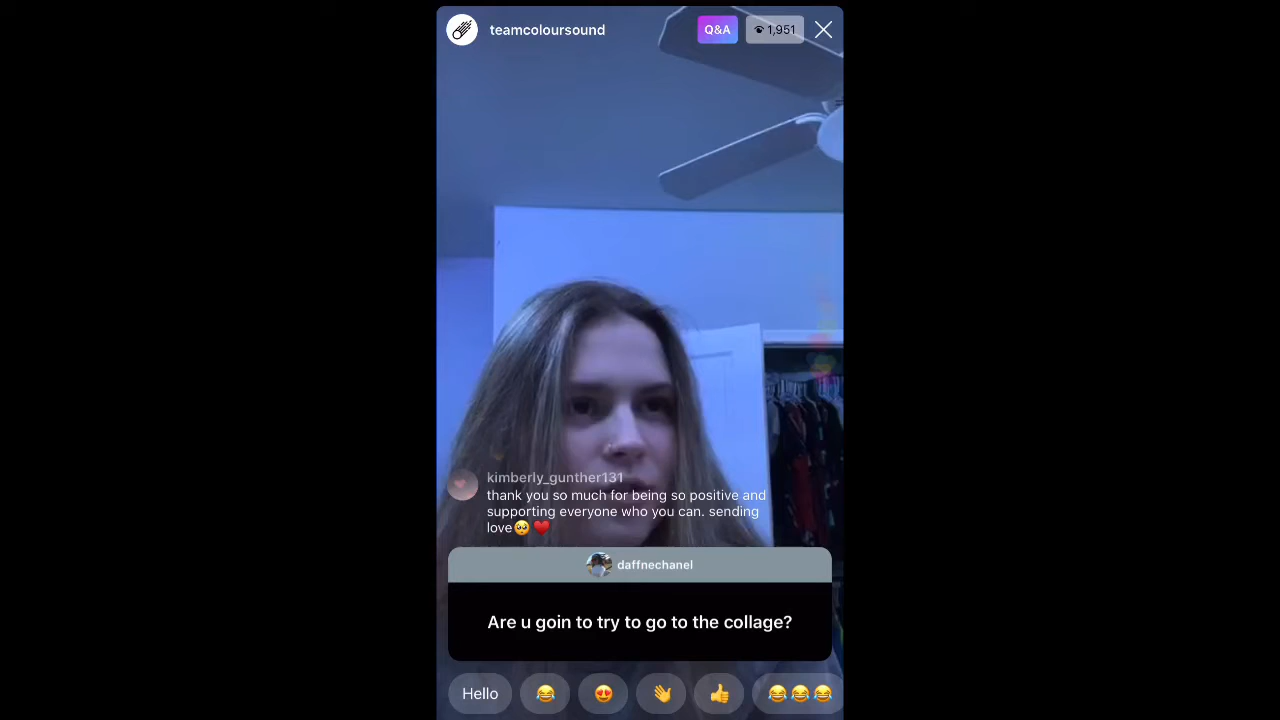 teamcoloursound
Q&A
1,951
kimberly_gunther131
thank you so much for being so positive and
supporting everyone who you can. sending
love🥺❤️
daffnechanel
Are u goin to try to go to the collage?
Hello
😂
😍
👋
👍
😂😂😂